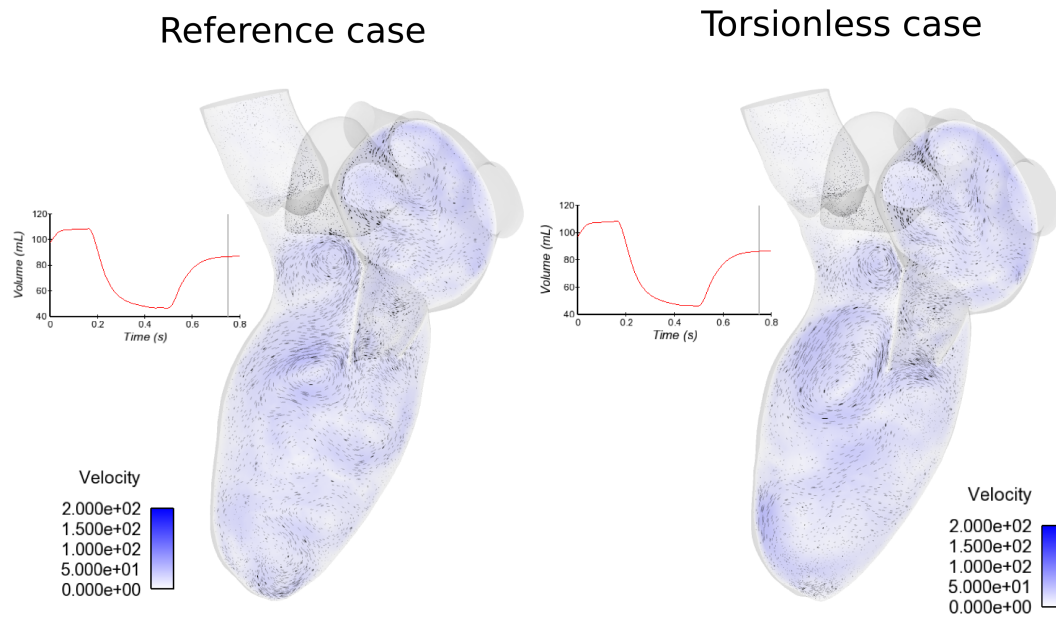 Reference case
Torsionless case
120
100
80
60
40
Volume (mL)
0
0.2
0.4
0.6
0.8
Time (s)
120
100
80
60
40
Volume (mL)
0
0.2
0.4
0.6
0.8
Time (s)
Velocity
2.000e+02
1.500e+02
1.000e+02
5.000e+01
0.000e+00
Velocity
2.000e+02
1.500e+02
1.000e+02
5.000e+01
0.000e+00